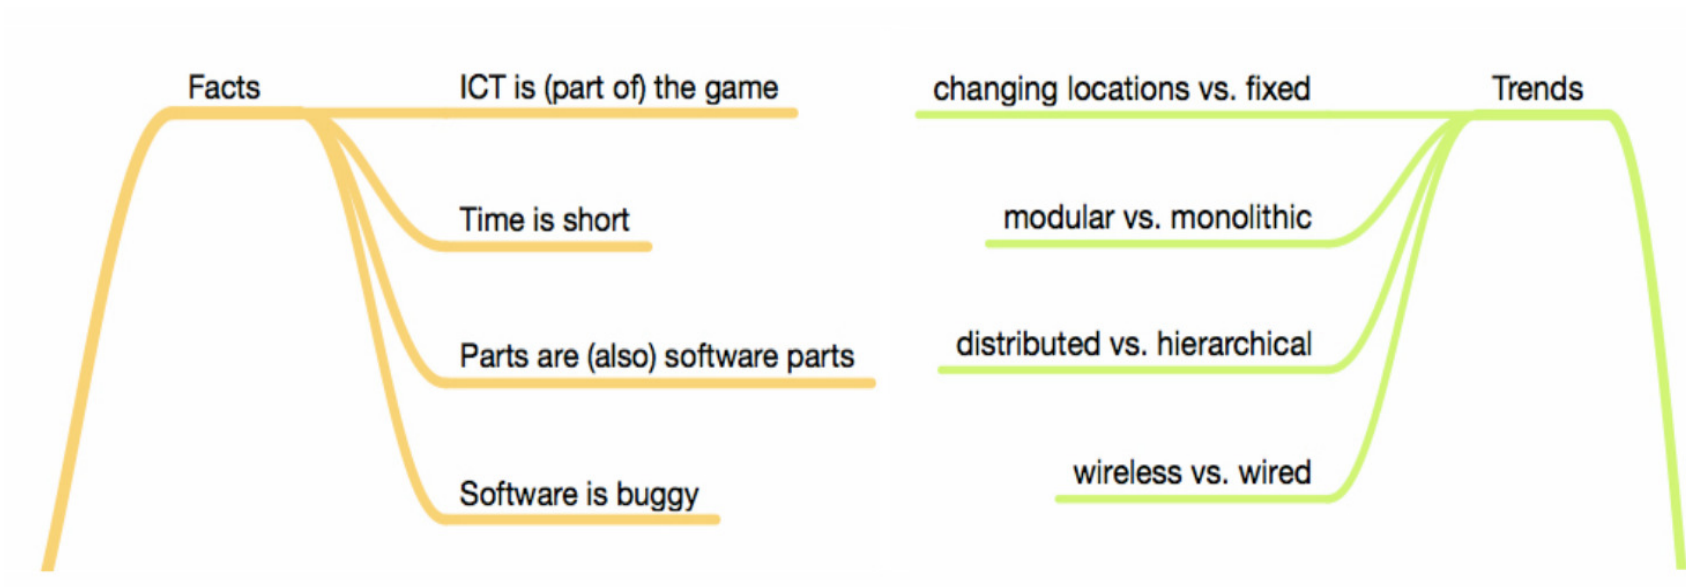 Facts
ICT is (part of) the game
Time is short
Parts are (also) software parts
Software is buggy
Trends
changing locations vs. fixed
modular vs. monolithic
distributed vs. hierarchical
wireless vs. wired